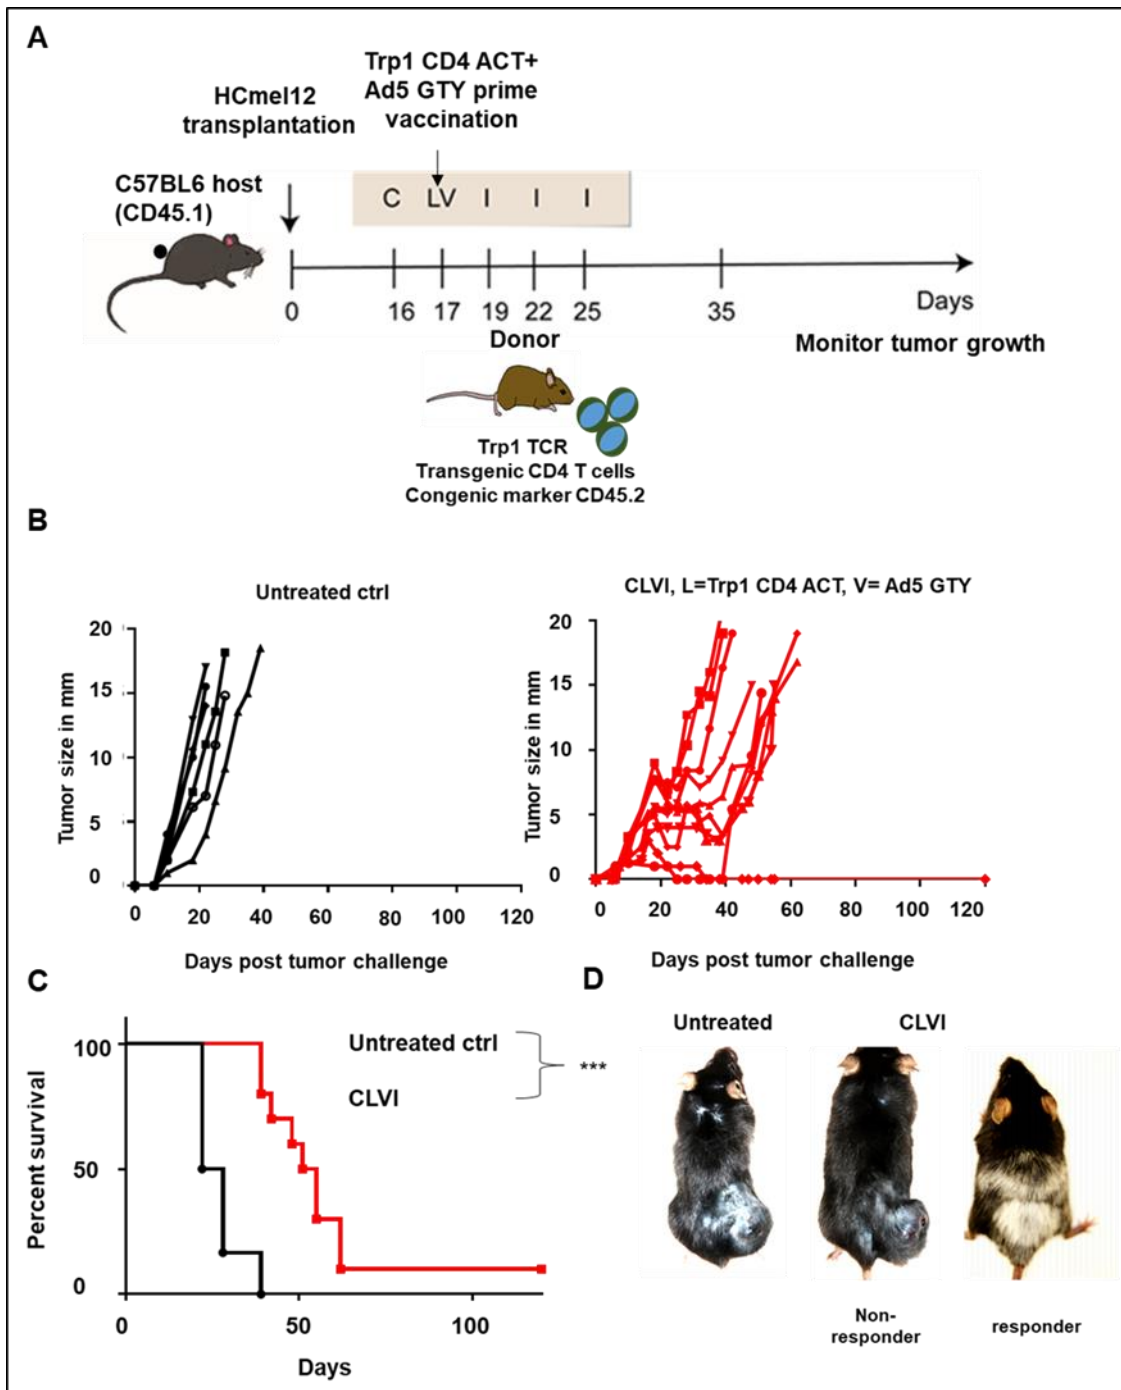 A
Trp1 CD4 ACT+
Ad5 GTY prime
vaccination
HCmel12
transplantation
C57BL6 host
(CD45.1)
C LV I I I
0 16 17 19 22 25 35 Days
Donor
Monitor tumor growth
Trp1 TCR
Transgenic CD4 T cells
Congenic marker CD45.2
B
Untreated ctrl
Tumor size in mm
20
15
10
5
0
0 20 40 60 80 100 120
Days post tumor challenge
CLVI, L=Trp1 CD4 ACT, V= Ad5 GTY
Tumor size in mm
20
15
10
5
0
0 20 40 60 80 100 120
Days post tumor challenge
C
Percent survival
100
50
0
0 50 100
Days
Untreated ctrl
CLVI
***
D
Untreated
CLVI
Non-
responder
responder